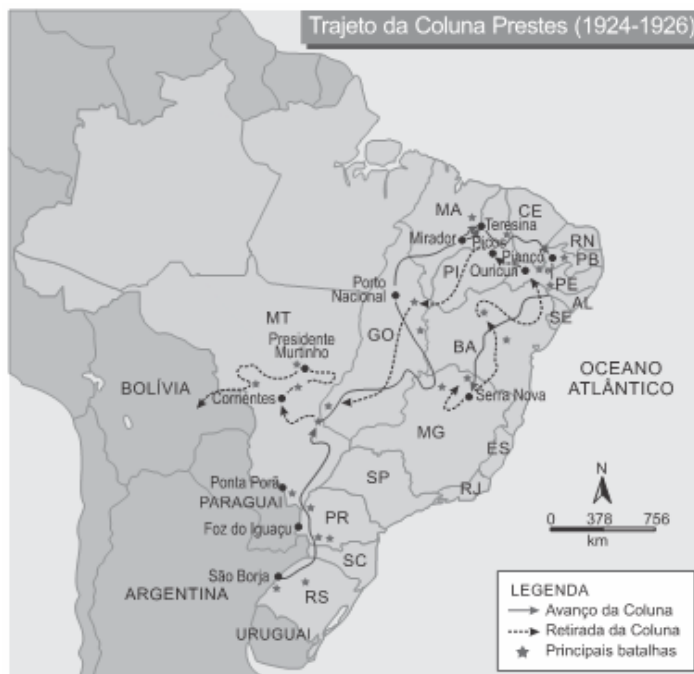 Trajeto da Coluna Prestes (1924-1926)
MA
Teresina
CE
Mirador
Picos
Piancó
RN
PB
PI
Ouricuri
PE
AL
SE
Porto
Nacional
MT
GO
BA
Presidente
Murtinho
BOLÍVIA
Corrientes
Serra Nova
OCEANO
ATLÂNTICO
MG
ES
SP
RJ
N
Ponta Porã
PARAGUAI
PR
Foz do Iguaçu
0 378 756
km
SC
São Borja
ARGENTINA
RS
URUGUAI
LEGENDA
Avanço da Coluna
Retirada da Coluna
Principais batalhas